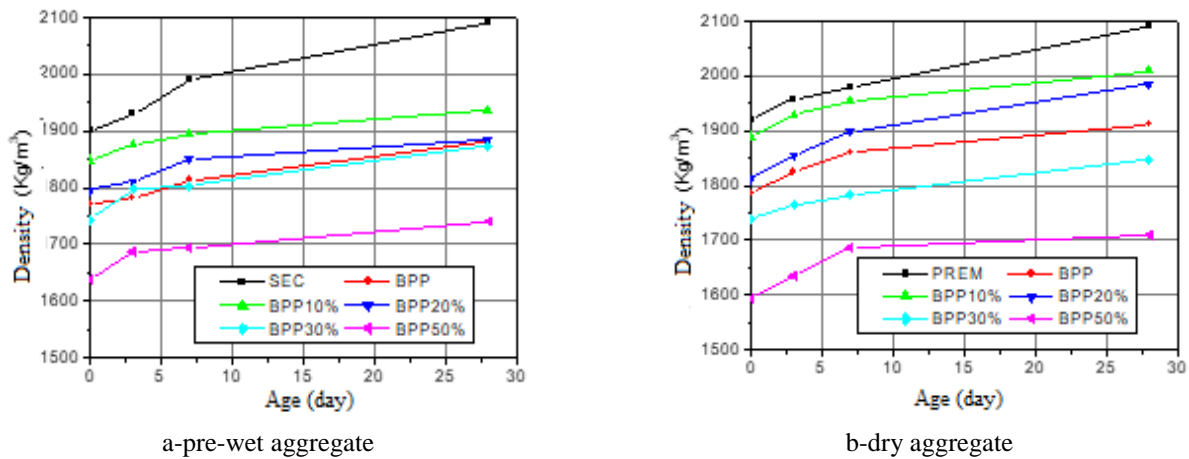 2100
2000
1900
1800
1700
1600
1500
Density (Kg/m³)
SEC BPP
BPP10% BPP20%
BPP30% BPP50%
0 5 10 15 20 25 30
Age (day)
a-pre-wet aggregate
2100
2000
1900
1800
1700
1600
1500
Density (Kg/m³)
PREM BPP
BPP10% BPP20%
BPP30% BPP50%
0 5 10 15 20 25 30
Age (day)
b-dry aggregate